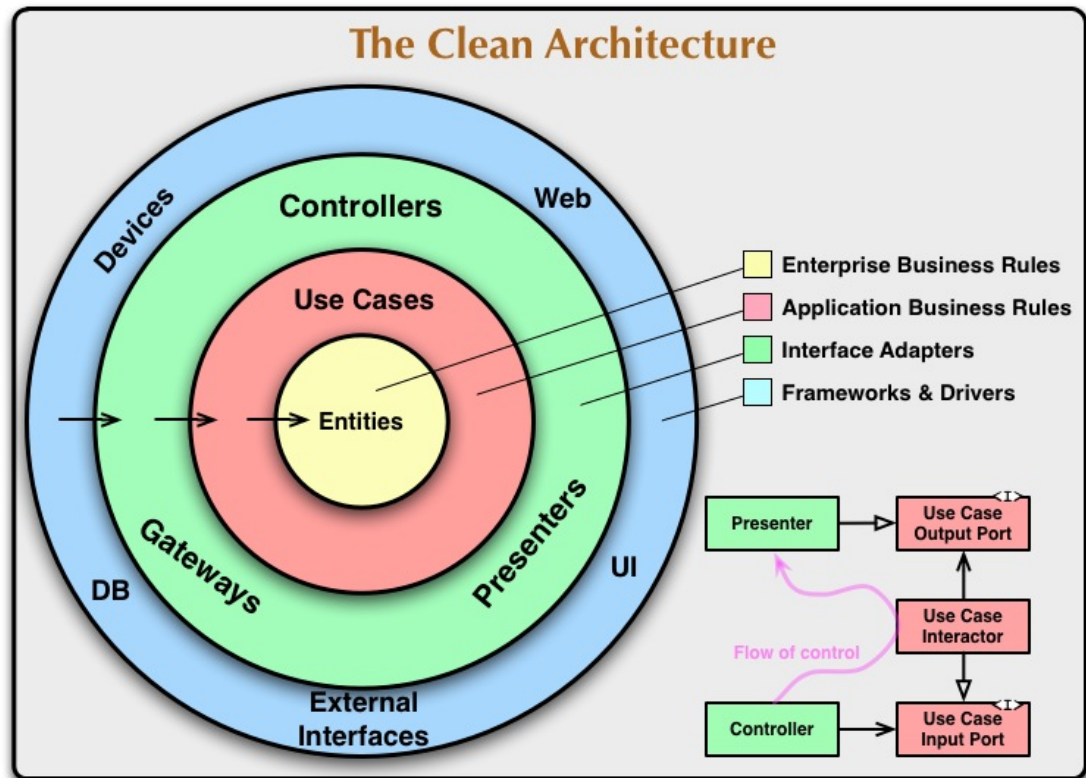 The Clean Architecture
Devices
Web
Controllers
Use Cases
Entities
Gateways
Presenters
DB
UI
External
Interfaces
Enterprise Business Rules
Application Business Rules
Interface Adapters
Frameworks & Drivers
Presenter
<I>
Use Case
Output Port
Use Case
Interactor
Flow of control
Controller
<I>
Use Case
Input Port